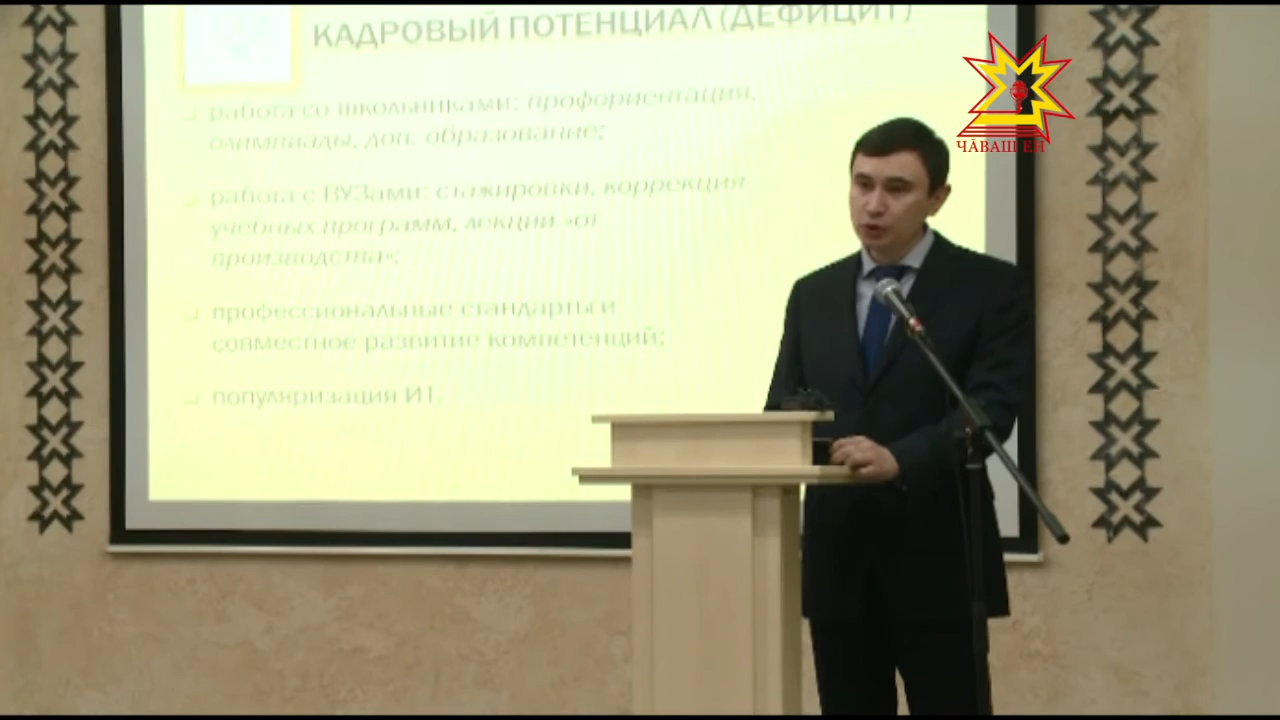 КАДРОВЫЙ ПОТЕНЦИАЛ (ДЕФИЦИТ)
работа со школьниками: профориентация,
олимпиады, доп. образование;
работа с ВУЗами: стажировки, коррекция
учебных программ, лекции «от
производства»;
профессиональные стандарты и
совместное развитие компетенций;
популяризация ИТ.
ЧӐВАШ ЕН